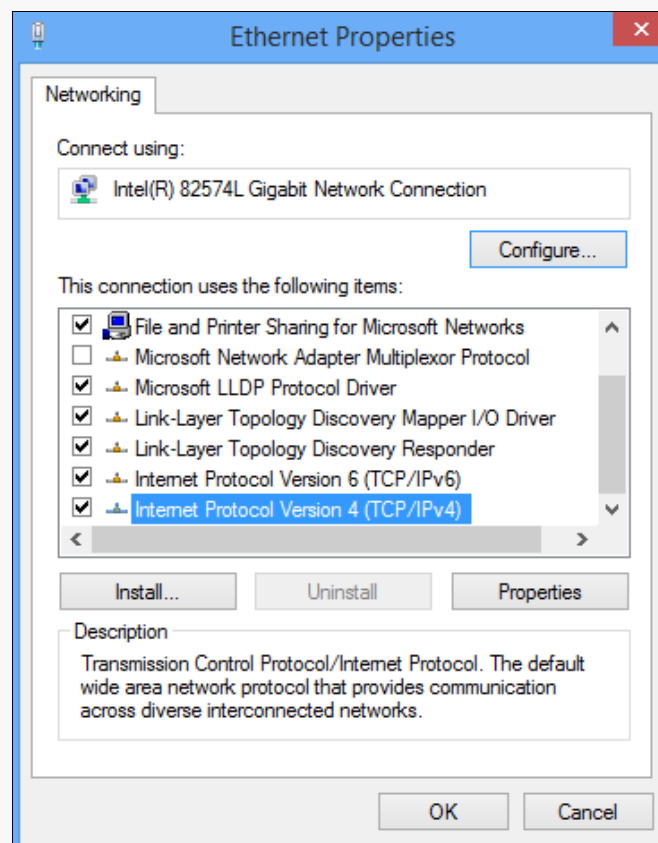 Ethernet Properties
Networking
Connect using:
Intel(R) 82574L Gigabit Network Connection
Configure...
This connection uses the following items:
File and Printer Sharing for Microsoft Networks
Microsoft Network Adapter Multiplexor Protocol
Microsoft LLDP Protocol Driver
Link-Layer Topology Discovery Mapper I/O Driver
Link-Layer Topology Discovery Responder
Internet Protocol Version 6 (TCP/IPv6)
Internet Protocol Version 4 (TCP/IPv4)
Install... Uninstall Properties
Description
Transmission Control Protocol/Internet Protocol. The default
wide area network protocol that provides communication
across diverse interconnected networks.
OK Cancel